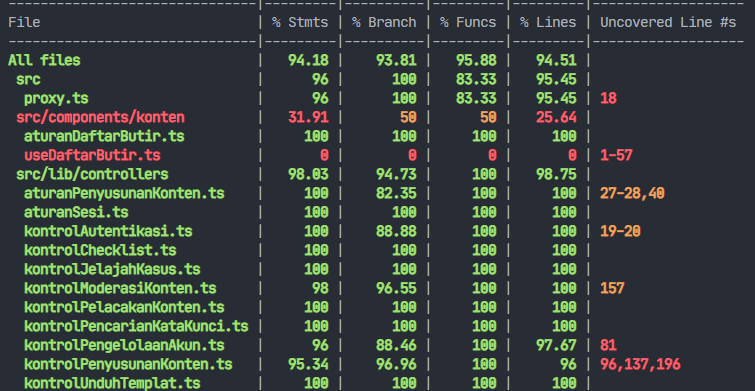 -------------------------------|---------|----------|---------|---------|-------------------
File                           | % Stmts | % Branch | % Funcs | % Lines | Uncovered Line #s
-------------------------------|---------|----------|---------|---------|-------------------
All files                      |   94.18 |    93.81 |   95.88 |   94.51 |
 src                           |      96 |      100 |   83.33 |   95.45 |
  proxy.ts                     |      96 |      100 |   83.33 |   95.45 | 18
 src/components/konten         |   31.91 |       50 |      50 |   25.64 |
  aturanDaftarButir.ts         |     100 |      100 |     100 |     100 |
  useDaftarButir.ts            |       0 |        0 |       0 |       0 | 1-57
 src/lib/controllers           |   98.03 |    94.73 |     100 |   98.75 |
  aturanPenyusunanKonten.ts    |     100 |    82.35 |     100 |     100 | 27-28,40
  aturanSesi.ts                |     100 |      100 |     100 |     100 |
  kontrolAutentikasi.ts        |     100 |    88.88 |     100 |     100 | 19-20
  kontrolChecklist.ts          |     100 |      100 |     100 |     100 |
  kontrolJelajahKasus.ts       |     100 |      100 |     100 |     100 |
  kontrolModerasiKonten.ts     |      98 |    96.55 |     100 |     100 | 157
  kontrolPelacakanKonten.ts    |     100 |      100 |     100 |     100 |
  kontrolPencarianKataKunci.ts |     100 |      100 |     100 |     100 |
  kontrolPengelolaanAkun.ts    |      96 |    88.46 |     100 |   97.67 | 81
  kontrolPenyusunanKonten.ts   |   95.34 |    96.96 |     100 |      96 | 96,137,196
  kontrolUnduhTemplat.ts       |     100 |      100 |     100 |     100 |